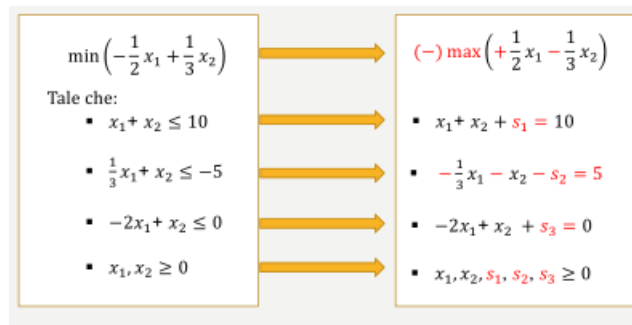 min(−1/2 x₁ + 1/3 x₂)
Tale che:
▪ x₁+ x₂ ≤ 10
▪ 1/3 x₁+ x₂ ≤ −5
▪ −2x₁+ x₂ ≤ 0
▪ x₁, x₂ ≥ 0
(−) max(+1/2 x₁ − 1/3 x₂)
▪ x₁+ x₂ + s₁ = 10
▪ −1/3 x₁ − x₂ − s₂ = 5
▪ −2x₁+ x₂ + s₃ = 0
▪ x₁, x₂, s₁, s₂, s₃ ≥ 0